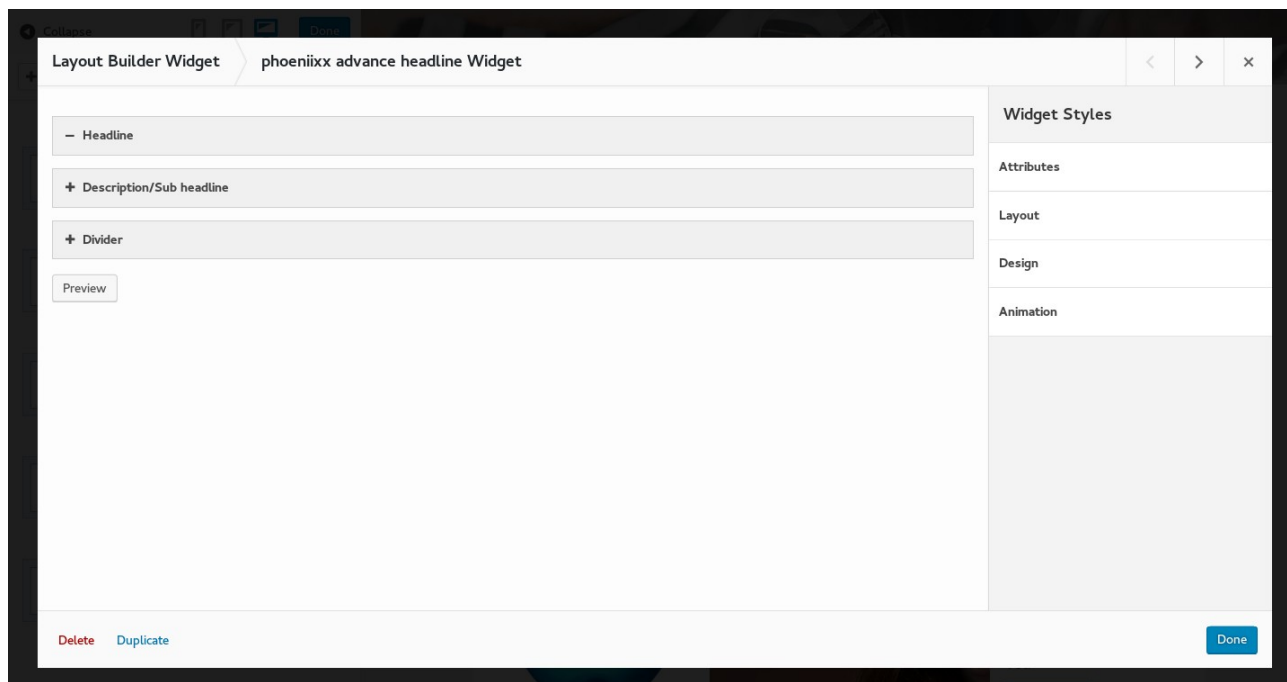 Collapse
Done
Layout Builder Widget
phoeniixx advance headline Widget
Widget Styles
Headline
Attributes
Description/Sub headline
Layout
Divider
Design
Preview
Animation
Delete
Duplicate
Done